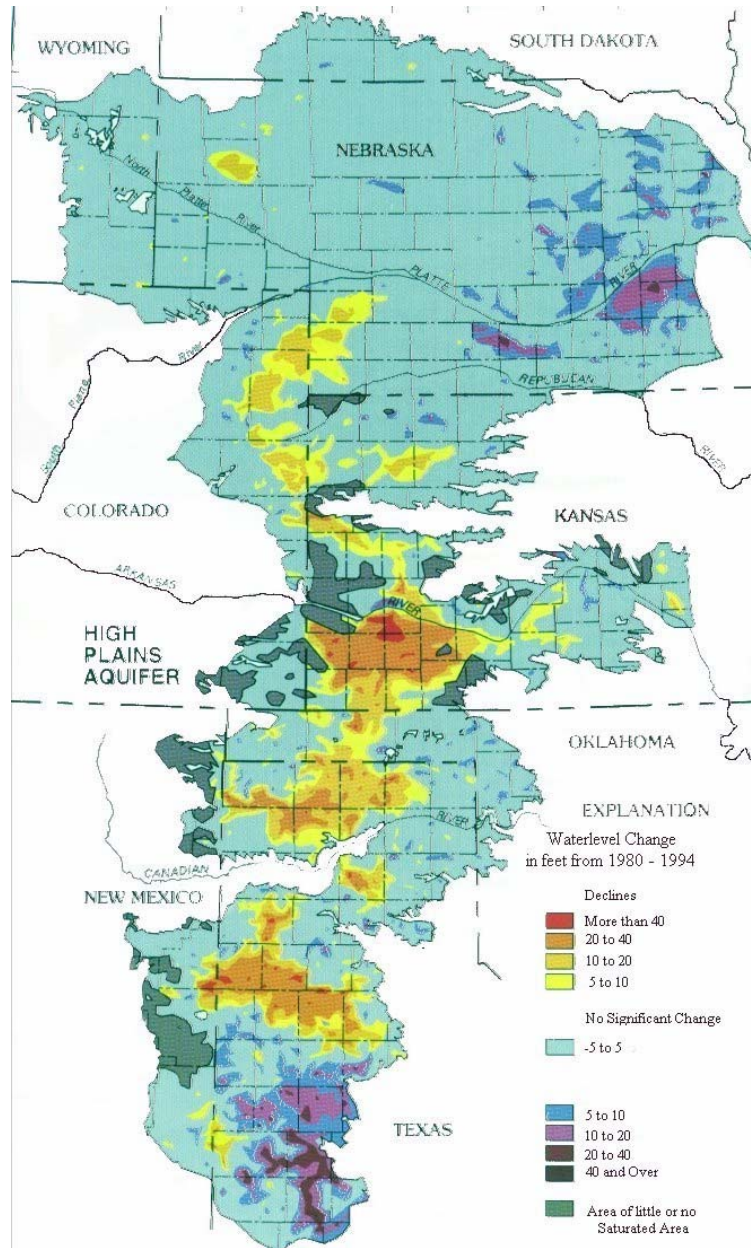 WYOMING
SOUTH DAKOTA
NEBRASKA
North
Platte
River
PLATTE
RIVER
South
Platte
River
REPUBLICAN
RIVER
COLORADO
KANSAS
ARKANSAS
RIVER
HIGH
PLAINS
AQUIFER
OKLAHOMA
EXPLANATION
RIVER
CANADIAN
Waterlevel Change
in feet from 1980 - 1994
NEW MEXICO
Declines
More than 40
20 to 40
10 to 20
5 to 10
No Significant Change
-5 to 5
5 to 10
10 to 20
20 to 40
40 and Over
TEXAS
Area of little or no
Saturated Area